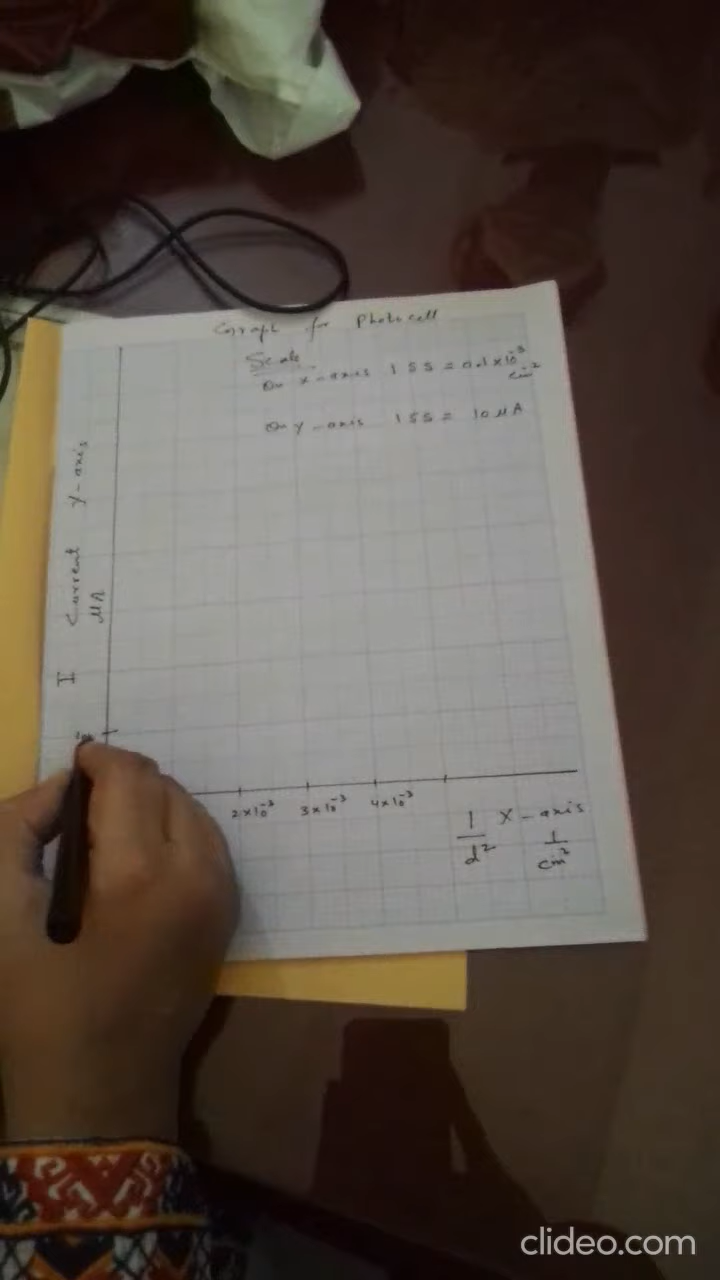 Graph for Photocell
Scale
On x-axis 1 SS = 0.1 × 10⁻³ cm⁻²
On y-axis 1 SS = 10 µA
I Current y-axis
µA
2×10⁻³ 3×10⁻³ 4×10⁻³
1/d² X-axis 1/cm²
clideo.com